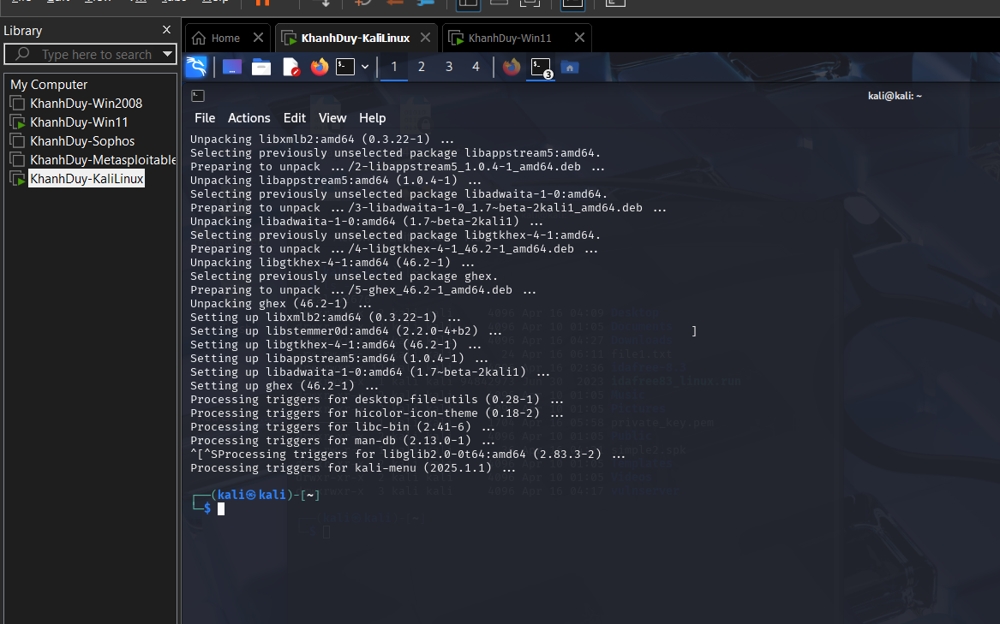 Library
Type here to search
My Computer
KhanhDuy-Win2008
KhanhDuy-Win11
KhanhDuy-Sophos
KhanhDuy-Metasploitable
KhanhDuy-KaliLinux
Home
KhanhDuy-KaliLinux
KhanhDuy-Win11
1 2 3 4
3
kali@kali: ~
File Actions Edit View Help
Unpacking libxmlb2:amd64 (0.3.22-1) ...
Selecting previously unselected package libappstream5:amd64.
Preparing to unpack .../2-libappstream5_1.0.4-1_amd64.deb ...
Unpacking libappstream5:amd64 (1.0.4-1) ...
Selecting previously unselected package libadwaita-1-0:amd64.
Preparing to unpack .../3-libadwaita-1-0_1.7~beta-2kali1_amd64.deb ...
Unpacking libadwaita-1-0:amd64 (1.7~beta-2kali1) ...
Selecting previously unselected package libgtkhex-4-1:amd64.
Preparing to unpack .../4-libgtkhex-4-1_46.2-1_amd64.deb ...
Unpacking libgtkhex-4-1:amd64 (46.2-1) ...
Selecting previously unselected package ghex.
Preparing to unpack .../5-ghex_46.2-1_amd64.deb ...
Unpacking ghex (46.2-1) ...
Setting up libxmlb2:amd64 (0.3.22-1) ...
Setting up libstemmer0d:amd64 (2.2.0-4+b2) ... ]
Setting up libgtkhex-4-1:amd64 (46.2-1) ...
Setting up libappstream5:amd64 (1.0.4-1) ...
Setting up libadwaita-1-0:amd64 (1.7~beta-2kali1) ...
Setting up ghex (46.2-1) ...
Processing triggers for desktop-file-utils (0.28-1) ...
Processing triggers for hicolor-icon-theme (0.18-2) ...
Processing triggers for libc-bin (2.41-6) ...
Processing triggers for man-db (2.13.0-1) ...
^[^SProcessing triggers for libglib2.0-0t64:amd64 (2.83.3-2) ...
Processing triggers for kali-menu (2025.1.1) ...
┌──(kali㉿kali)-[~]
└─$